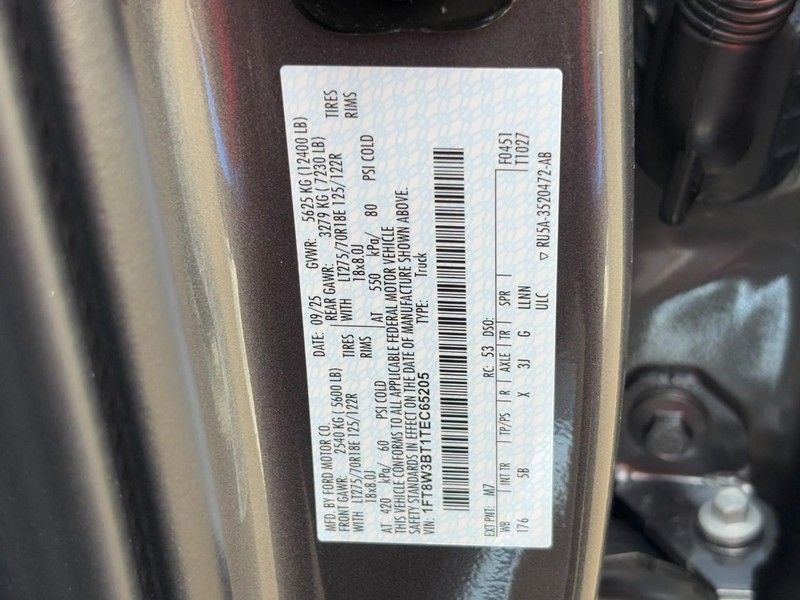 MFD. BY FORD MOTOR CO.
DATE: 09/25 GVWR: 5625 KG (12400 LB)
FRONT GAWR: 2540 KG (5600 LB) REAR GAWR: 3279 KG (7230 LB)
WITH LT275/70R18E 125/122R TIRES WITH LT275/70R18E 125/122R TIRES
18x8.0J RIMS 18x8.0J RIMS
AT 420 kPa/ 60 PSI COLD AT 550 kPa/ 80 PSI COLD
THIS VEHICLE CONFORMS TO ALL APPLICABLE FEDERAL MOTOR VEHICLE
SAFETY STANDARDS IN EFFECT ON THE DATE OF MANUFACTURE SHOWN ABOVE.
VIN: 1FT8W3BT1TEC65205 TYPE: Truck
F0451
T1027
EXT PNT: M7 RC: 53 DSO:
WB INT TR TP/PS R AXLE TR SPR
176 5B X 3J G LLNN
ULC
▽ RU5A-3520472-AB